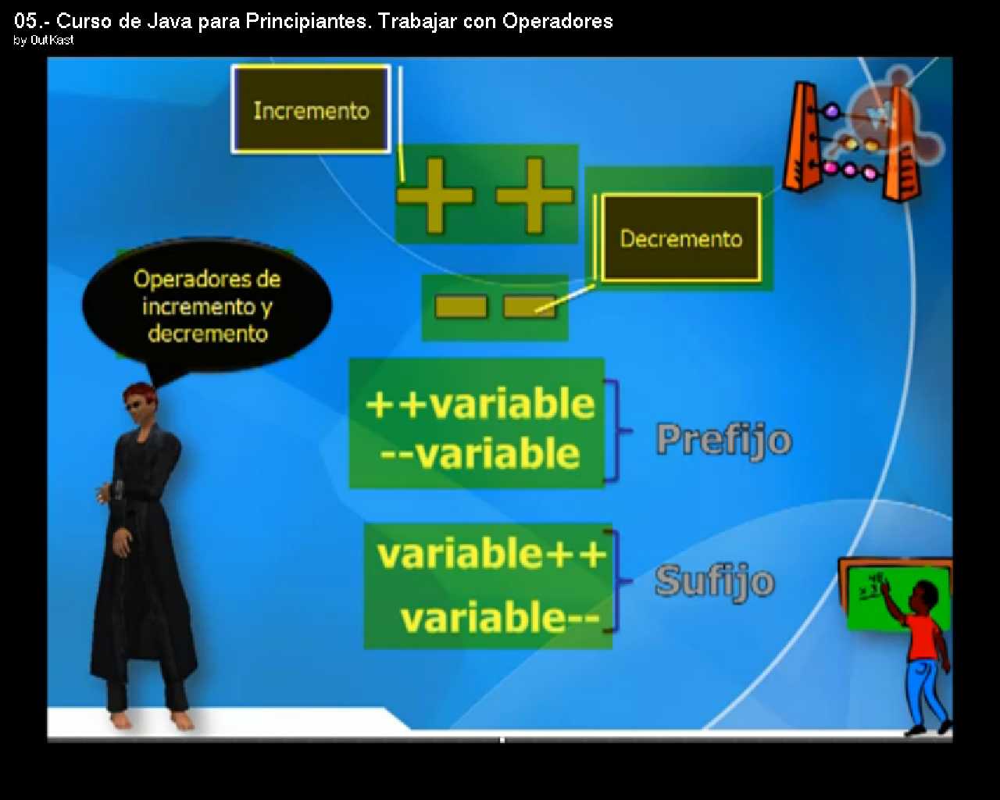 05.- Curso de Java para Principiantes. Trabajar con Operadores
by OutKast
Incremento
++
Decremento
--
Operadores de
incremento y
decremento
++variable
--variable
Prefijo
variable++
variable--
Sufijo